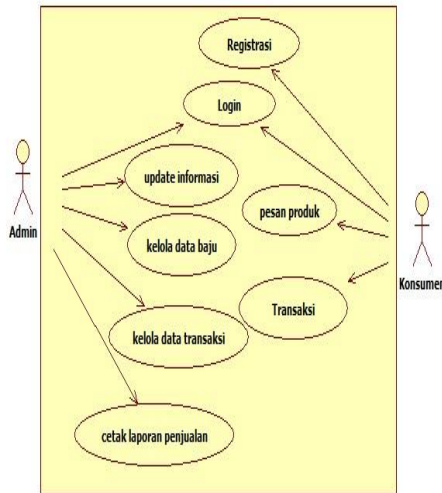 Registrasi
Login
update informasi
pesan produk
Admin
kelola data baju
Konsumen
Transaksi
kelola data transaksi
cetak laporan penjualan